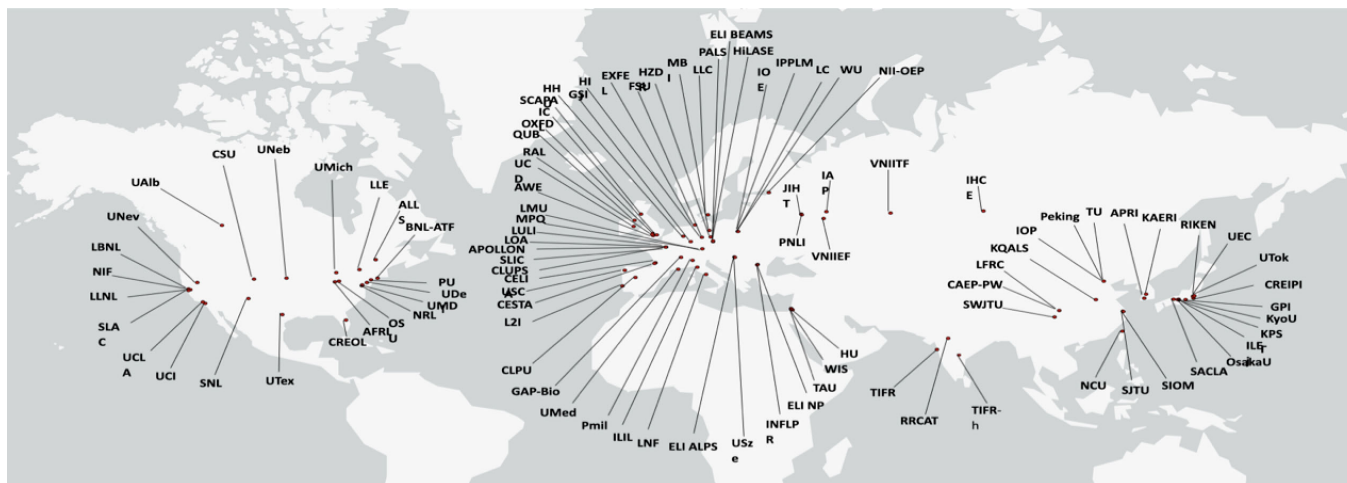 UAlb
CSU
UNeb
UMich
LLE
ALL
S
BNL-ATF
UNev
LBNL
NIF
LLNL
SLA
C
UCL
A
UCI
SNL
UTex
CREOL
AFRL
OS
U
NRL
UMD
UDe
PU
ELI BEAMS
PALS
HiLASE
MB
I
LLC
IO
E
IPPLM
LC
WU
NII-OEP
EXFE
L
HZD
FSU
HI
GSI
HH
SCAPA
IC
OXFD
QUB
RAL
UC
D
AWE
LMU
MPQ
LULI
LOA
APOLLON
SLIC
CLUPS
CELI
A
USC
CESTA
L2I
CLPU
GAP-Bio
UMed
Pmil
ILIL
LNF
ELI ALPS
USz
e
INFLP
R
ELI NP
TAU
WIS
HU
JIH
T
PNLI
IA
P
VNIIEF
VNIITF
IHC
E
TIFR
RRCAT
TIFR-
h
Peking
TU
APRI
KAERI
RIKEN
IOP
KQALS
LFRC
CAEP-PW
SWJTU
UEC
UTok
CREIPI
GPI
KyoU
KPS
ILE
OsakaU
SACLA
SIOM
SJTU
NCU